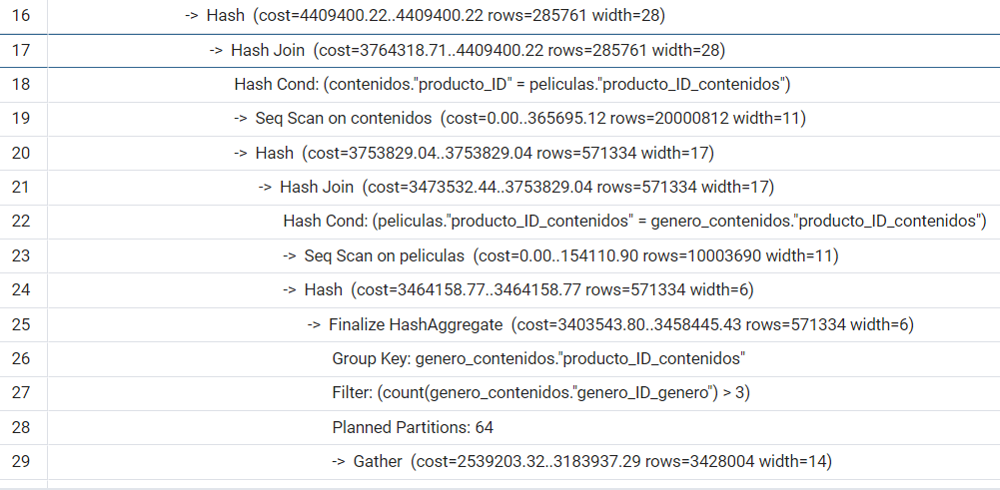 16 -> Hash (cost=4409400.22..4409400.22 rows=285761 width=28)
17 -> Hash Join (cost=3764318.71..4409400.22 rows=285761 width=28)
18 Hash Cond: (contenidos."producto_ID" = peliculas."producto_ID_contenidos")
19 -> Seq Scan on contenidos (cost=0.00..365695.12 rows=20000812 width=11)
20 -> Hash (cost=3753829.04..3753829.04 rows=571334 width=17)
21 -> Hash Join (cost=3473532.44..3753829.04 rows=571334 width=17)
22 Hash Cond: (peliculas."producto_ID_contenidos" = genero_contenidos."producto_ID_contenidos")
23 -> Seq Scan on peliculas (cost=0.00..154110.90 rows=10003690 width=11)
24 -> Hash (cost=3464158.77..3464158.77 rows=571334 width=6)
25 -> Finalize HashAggregate (cost=3403543.80..3458445.43 rows=571334 width=6)
26 Group Key: genero_contenidos."producto_ID_contenidos"
27 Filter: (count(genero_contenidos."genero_ID_genero") > 3)
28 Planned Partitions: 64
29 -> Gather (cost=2539203.32..3183937.29 rows=3428004 width=14)